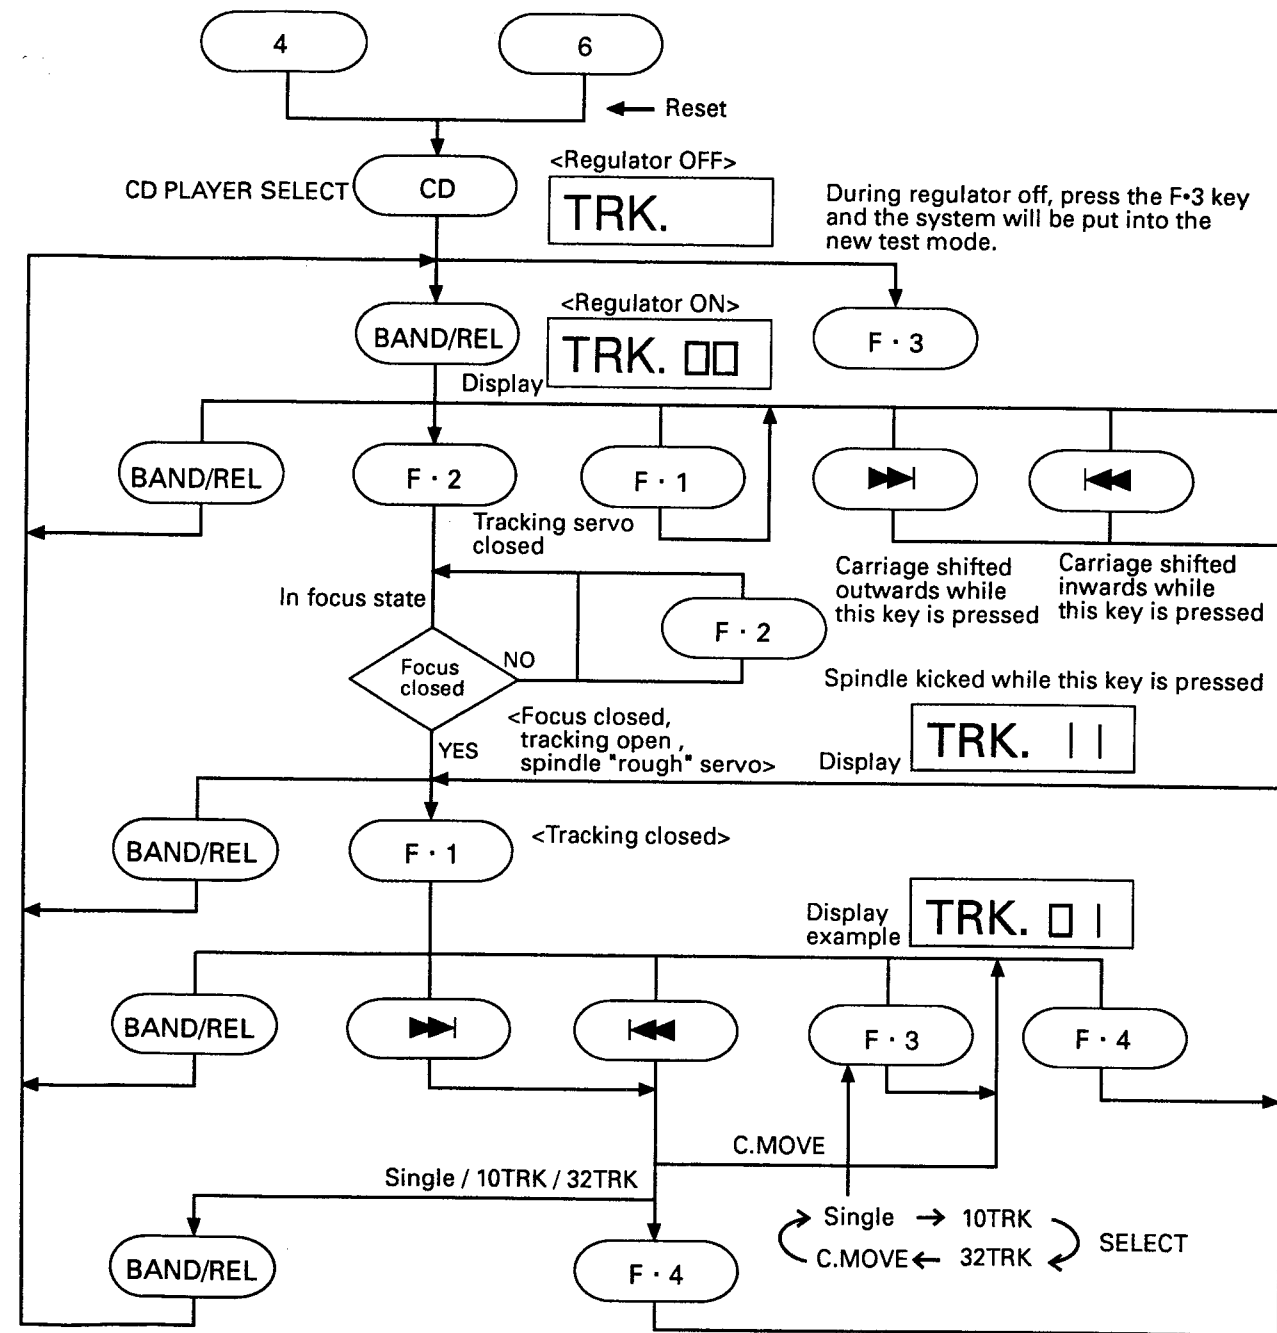 4
6
Reset
<Regulator OFF>
CD PLAYER SELECT
CD
TRK.
During regulator off, press the F•3 key
and the system will be put into the
new test mode.
<Regulator ON>
BAND/REL
TRK. 00
F · 3
Display
BAND/REL
F · 2
F · 1
Tracking servo
closed
Carriage shifted
outwards while
this key is pressed
Carriage shifted
inwards while
this key is pressed
In focus state
F · 2
Focus
closed
NO
Spindle kicked while this key is pressed
<Focus closed,
tracking open ,
spindle "rough" servo>
YES
Display
TRK. 11
BAND/REL
F · 1
<Tracking closed>
Display
example
TRK. 01
BAND/REL
F · 3
F · 4
C.MOVE
Single / 10TRK / 32TRK
Single → 10TRK
C.MOVE ← 32TRK
SELECT
BAND/REL
F · 4